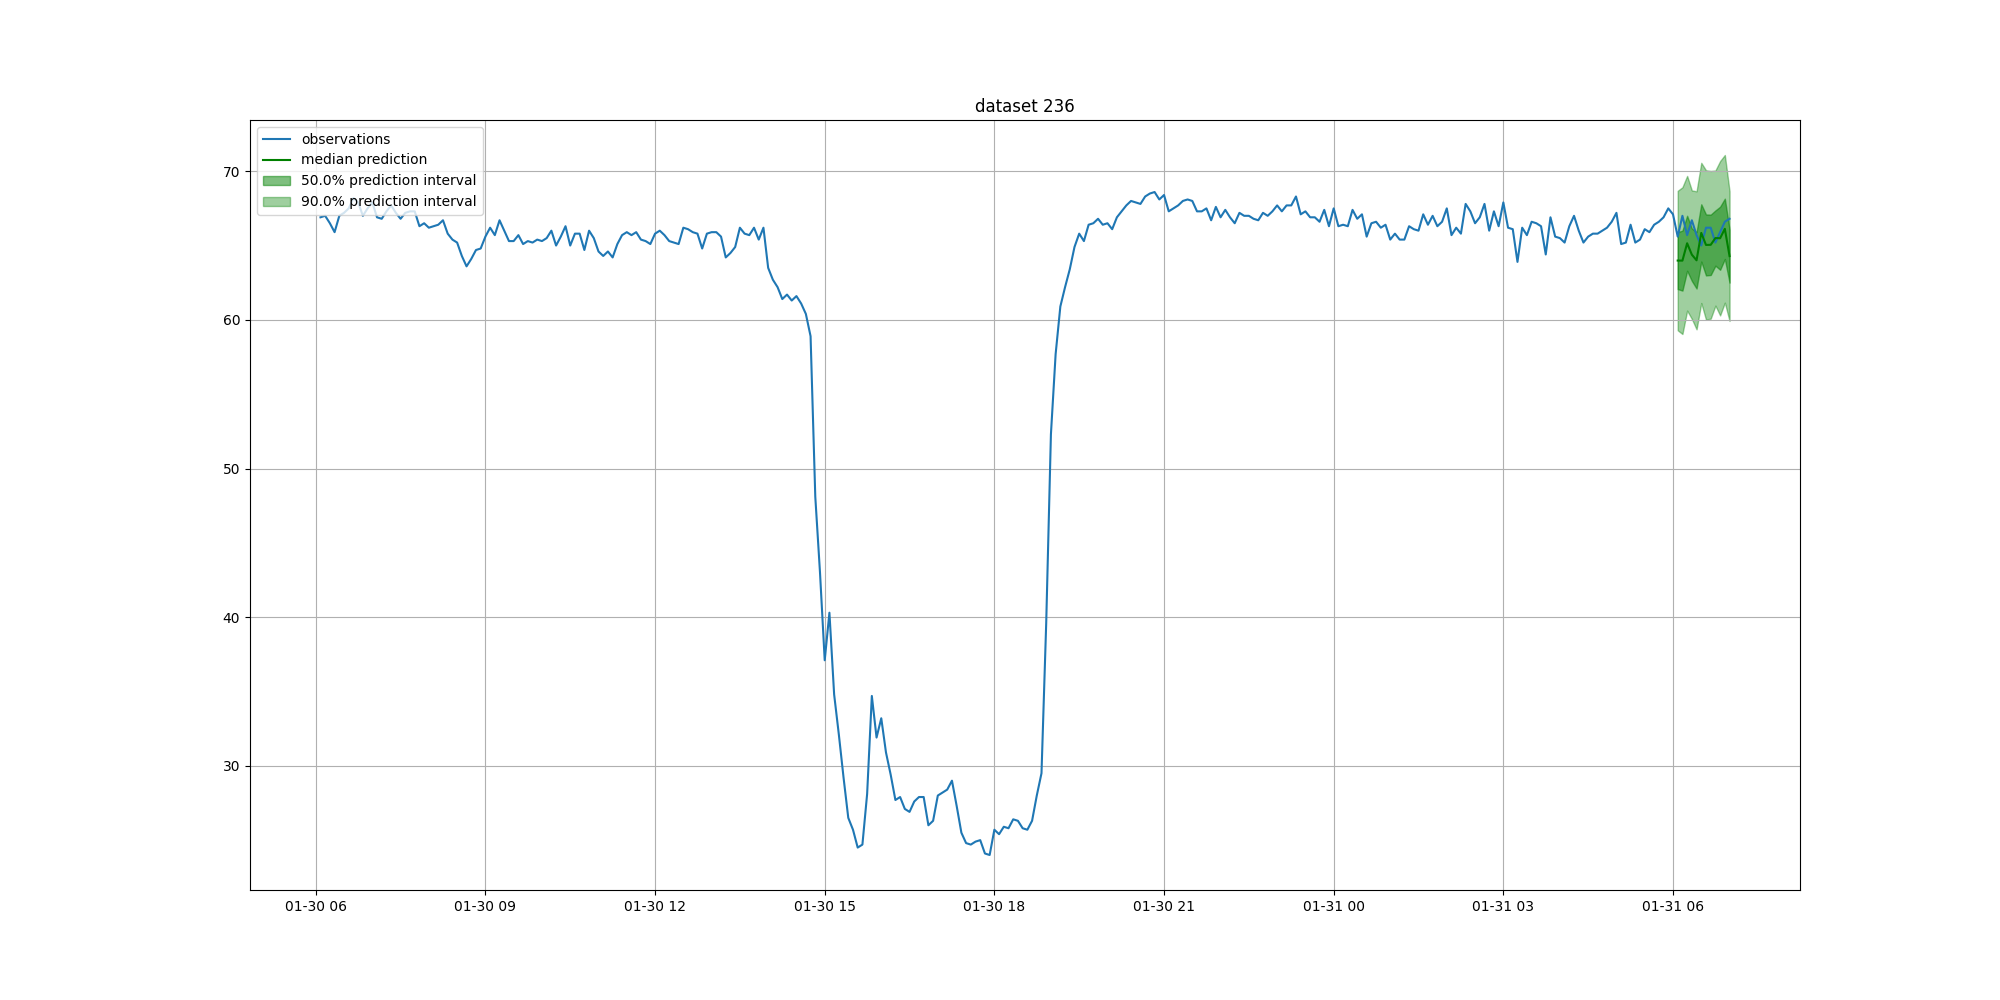 dataset 236
observations
median prediction
50.0% prediction interval
90.0% prediction interval
70
60
50
40
30
01-30 06
01-30 09
01-30 12
01-30 15
01-30 18
01-30 21
01-31 00
01-31 03
01-31 06